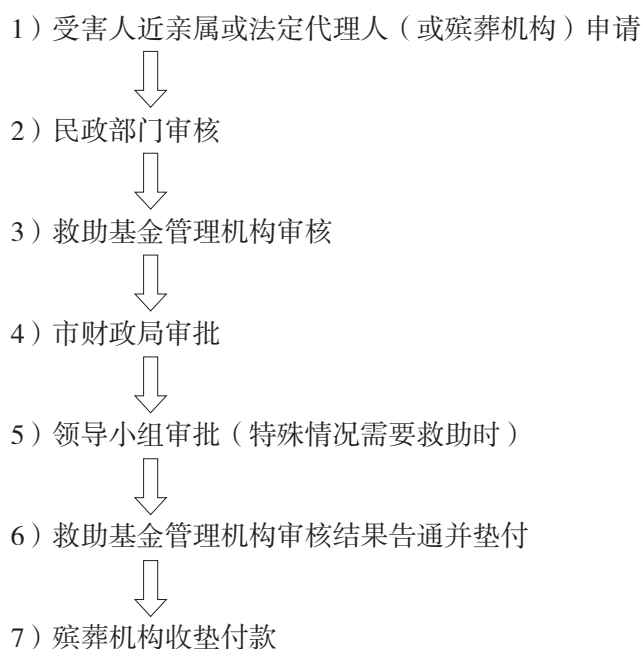 1）受害人近亲属或法定代理人（或殡葬机构）申请
2）民政部门审核
3）救助基金管理机构审核
4）市财政局审批
5）领导小组审批（特殊情况需要救助时）
6）救助基金管理机构审核结果告通并垫付
7）殡葬机构收垫付款